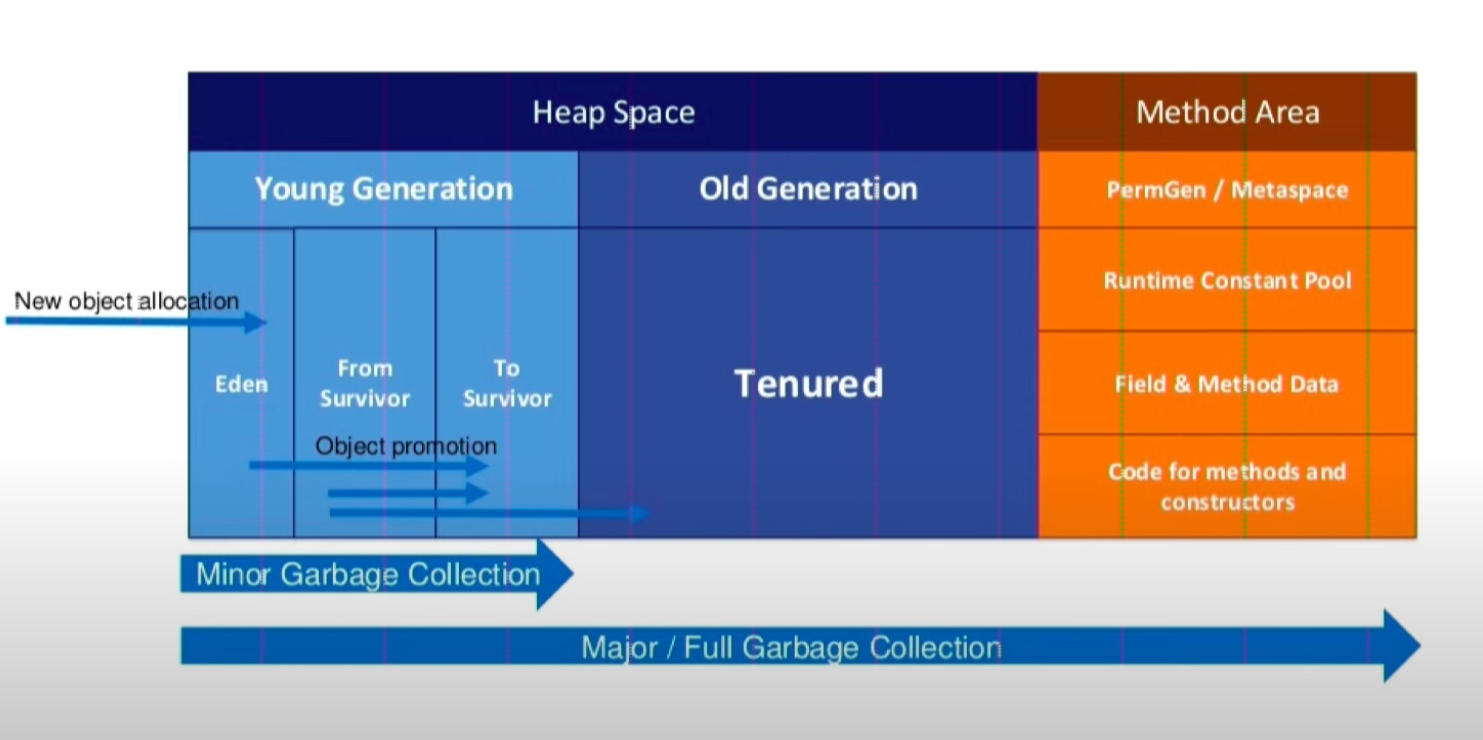 Heap Space
Method Area
Young Generation
Old Generation
PermGen / Metaspace
Runtime Constant Pool
New object allocation
Eden
From
Survivor
To
Survivor
Tenured
Field & Method Data
Object promotion
Code for methods and
constructors
Minor Garbage Collection
Major / Full Garbage Collection